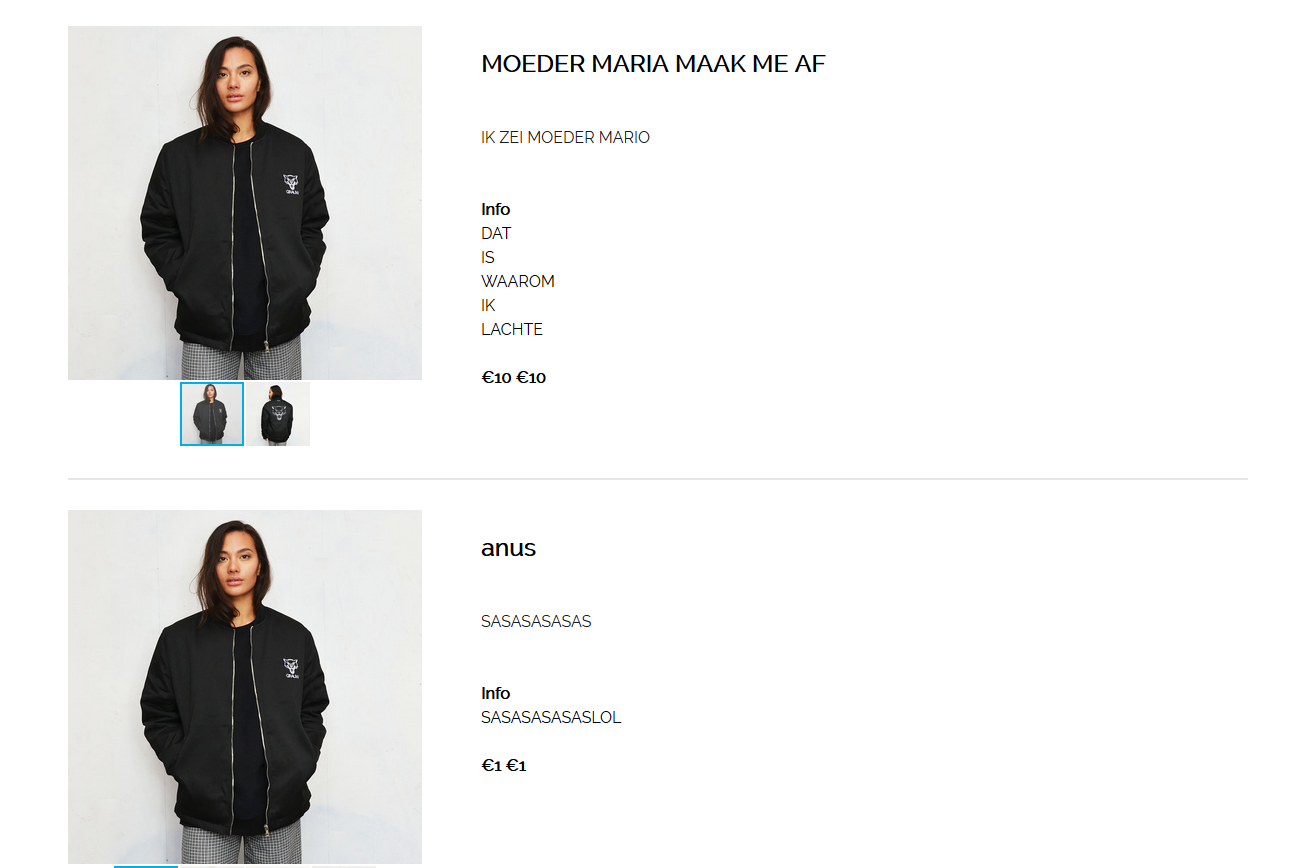 MOEDER MARIA MAAK ME AF
IK ZEI MOEDER MARIO
Info
DAT
IS
WAAROM
IK
LACHTE
€10 €10
anus
SASASASASAS
Info
SASASASASASLOL
€1 €1